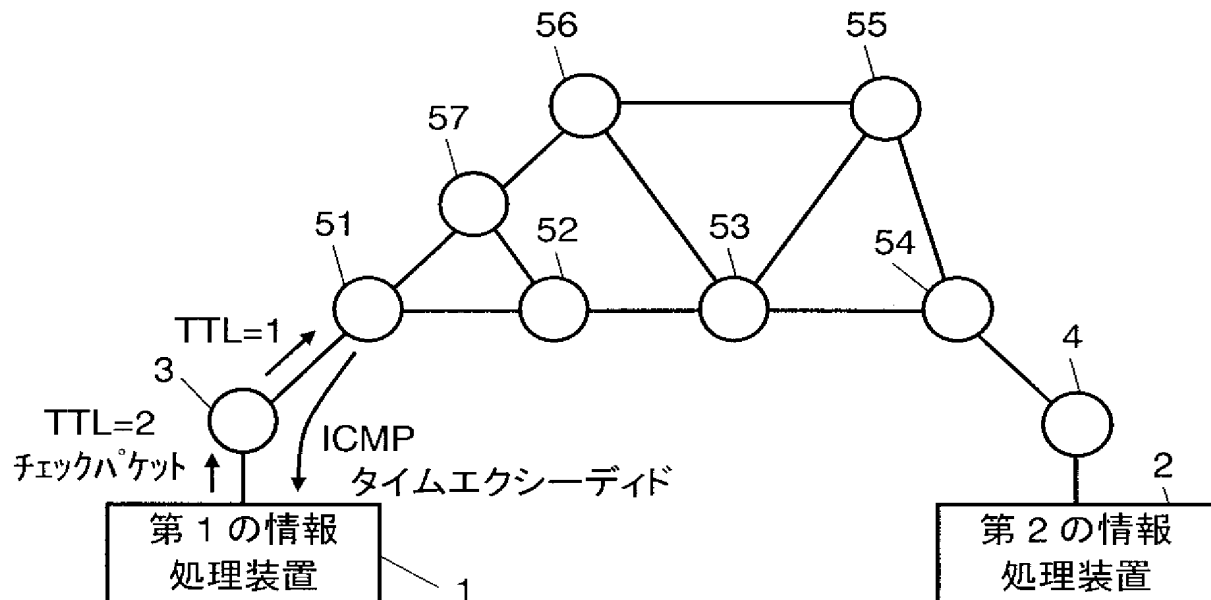 56
55
57
51
52
53
54
TTL=1
3
4
TTL=2
チェックパケット
ICMP
タイムエクシーディド
2
第1の情報
処理装置
1
第2の情報
処理装置